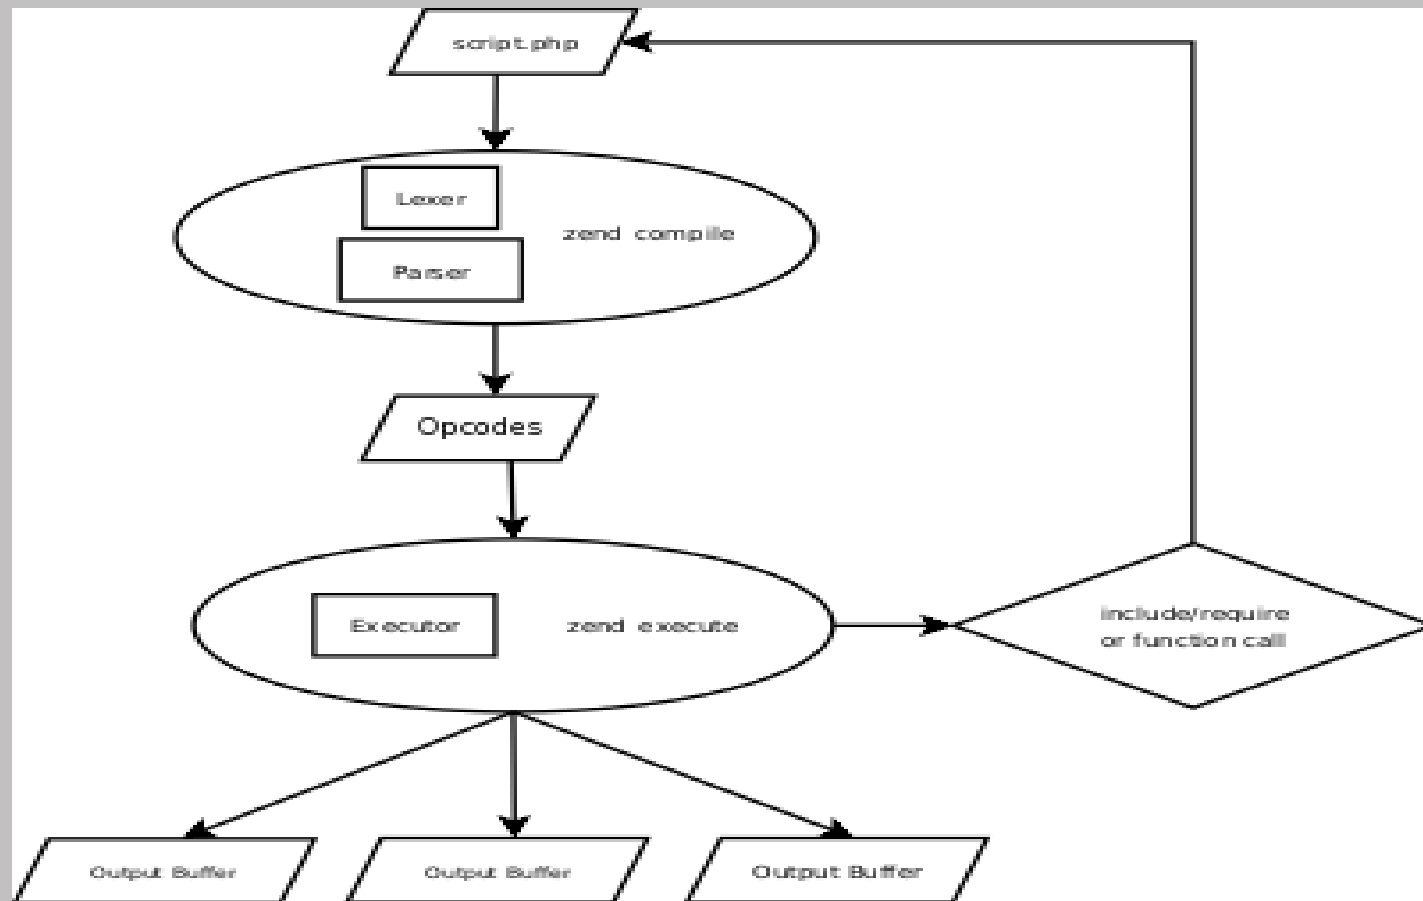 script.php
Lexer
zend compile
Parser
Opcodes
Executor
zend execute
include/require
or function call
Output Buffer
Output Buffer
Output Buffer